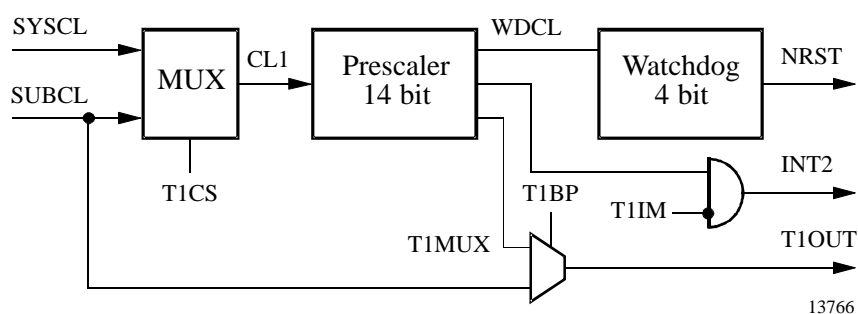 SYSCL
SUBCL
MUX
T1CS
CL1
Prescaler
14 bit
WDCL
Watchdog
4 bit
NRST
INT2
T1IM
T1BP
T1MUX
T1OUT
13766